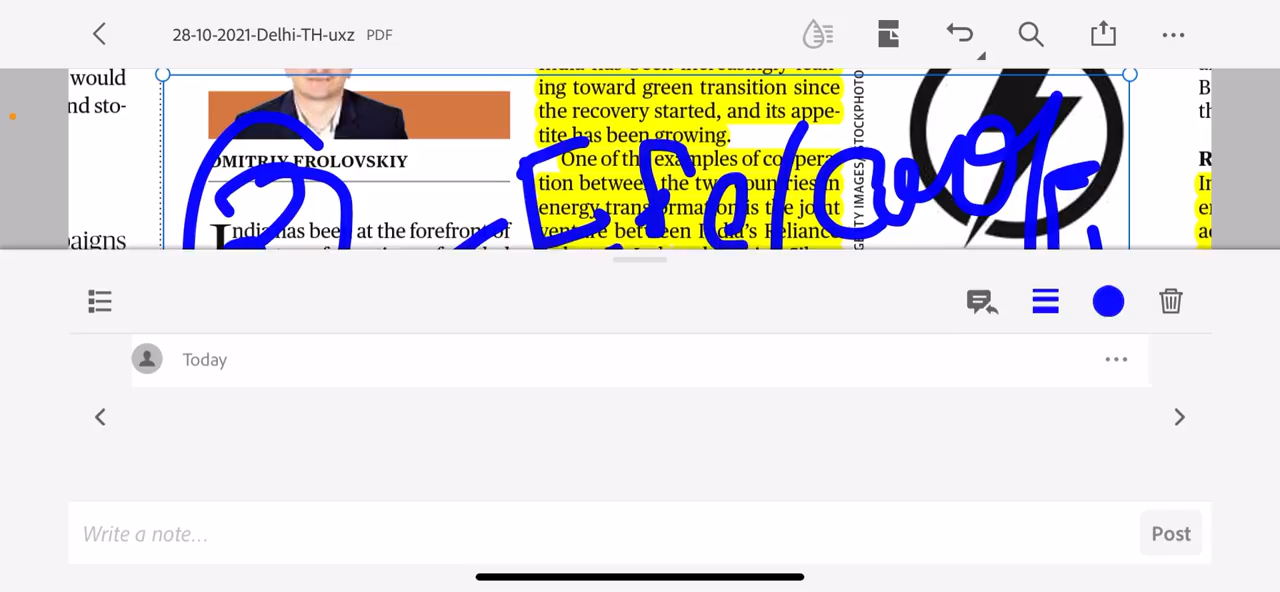 28-10-2021-Delhi-TH-uxz PDF
would
nd sto-
paigns
DMITRIY FROLOVSKIY
India has been at the forefront of
ing toward green transition since
the recovery started, and its appe-
tite has been growing.
One of the examples of coopera-
tion between the two countries in
energy transformation is the joint
venture between India's Reliance
GETTY IMAGES/ISTOCKPHOTO
Today
Write a note...
Post